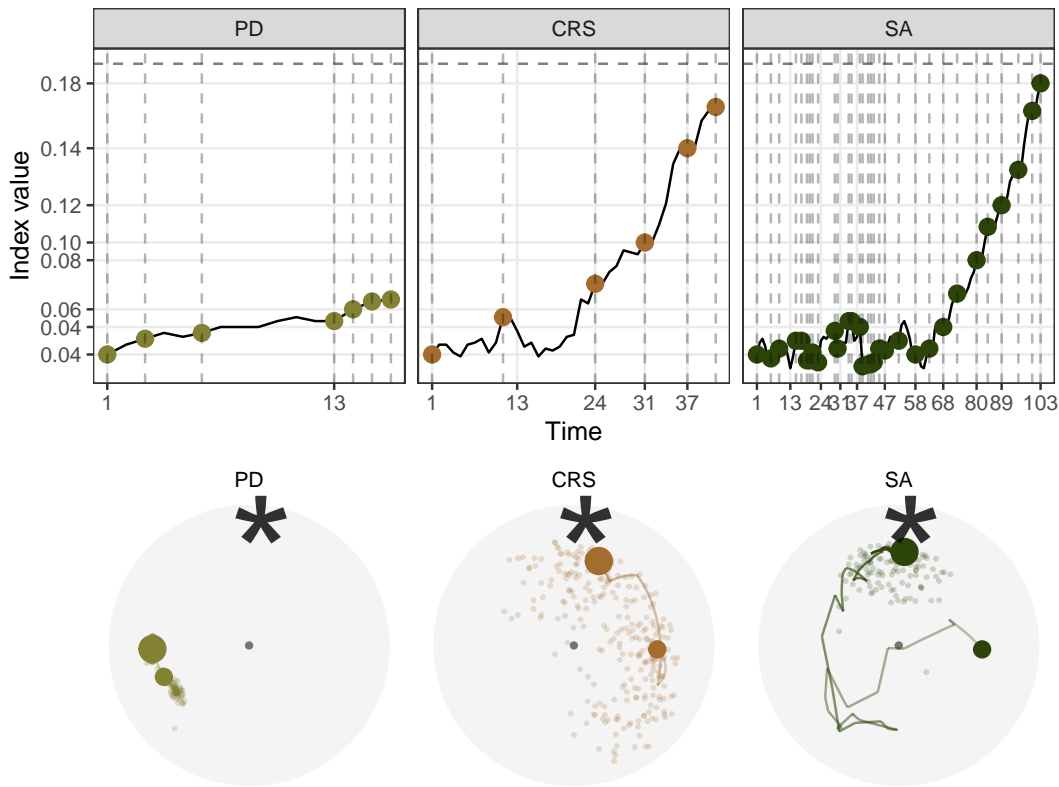 PD CRS SA
Index value
0.18
0.14
0.12
0.10
0.08
0.06
0.04
0.04
1 13
1 13 24 31 37
1 13 24 31 37 47 58 68 80 89 103
Time
PD CRS SA
* * *